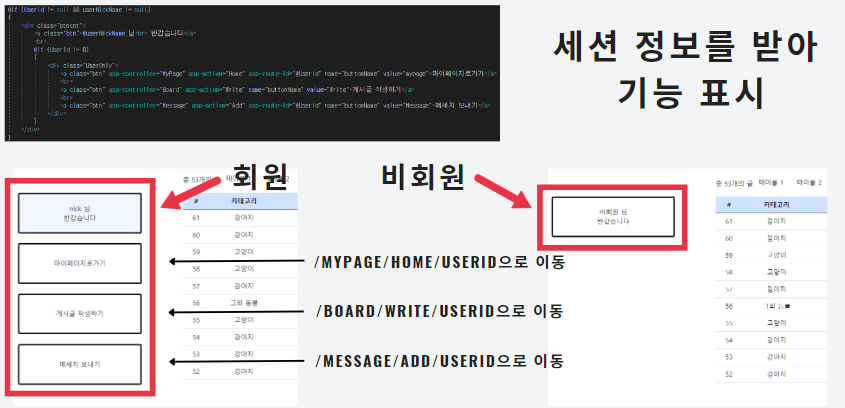 @if (UserId != null && userNickName != null)
{
<div class="btncnt">
<a class="btn">@userNickName 님<br> 반갑습니다</a>
<br>
@if (UserId != 0)
{
<div class="UserOnly">
<a class="btn" asp-controller="MyPage" asp-action="Home" asp-route-id="@UserId" name="buttonName" value="mypage">마이페이지로가기</a>
<br>
<a class="btn" asp-controller="Board" asp-action="Write" name="buttonName" value="Write">게시글 작성하기</a>
<br>
<a class="btn" asp-controller="Message" asp-action="Add" asp-route-id="@UserId" name="buttonName" value="Message">메세지 보내기</a>
</div>
}
</div>
}
세션 정보를 받아
기능 표시
회원
비회원
총 53개의
nick 님
반갑습니다
마이페이지로가기
게시글 작성하기
메세지 보내기
# 카테고리
61 강아지
60 강아지
59 고양이
58 고양이
57 강아지
56 그외 동물
55 고양이
54 강아지
53 강아지
52 강아지
/MYPAGE/HOME/USERID으로 이동
/BOARD/WRITE/USERID으로 이동
/MESSAGE/ADD/USERID으로 이동
비회원 님
반갑습니다
총 53개의 글 테이블 1 테이블 2
# 카테고리
61 강아지
60 강아지
59 고양이
58 고양이
57 강아지
56 그외 동물
55 고양이
54 강아지
53 강아지
52 강아지